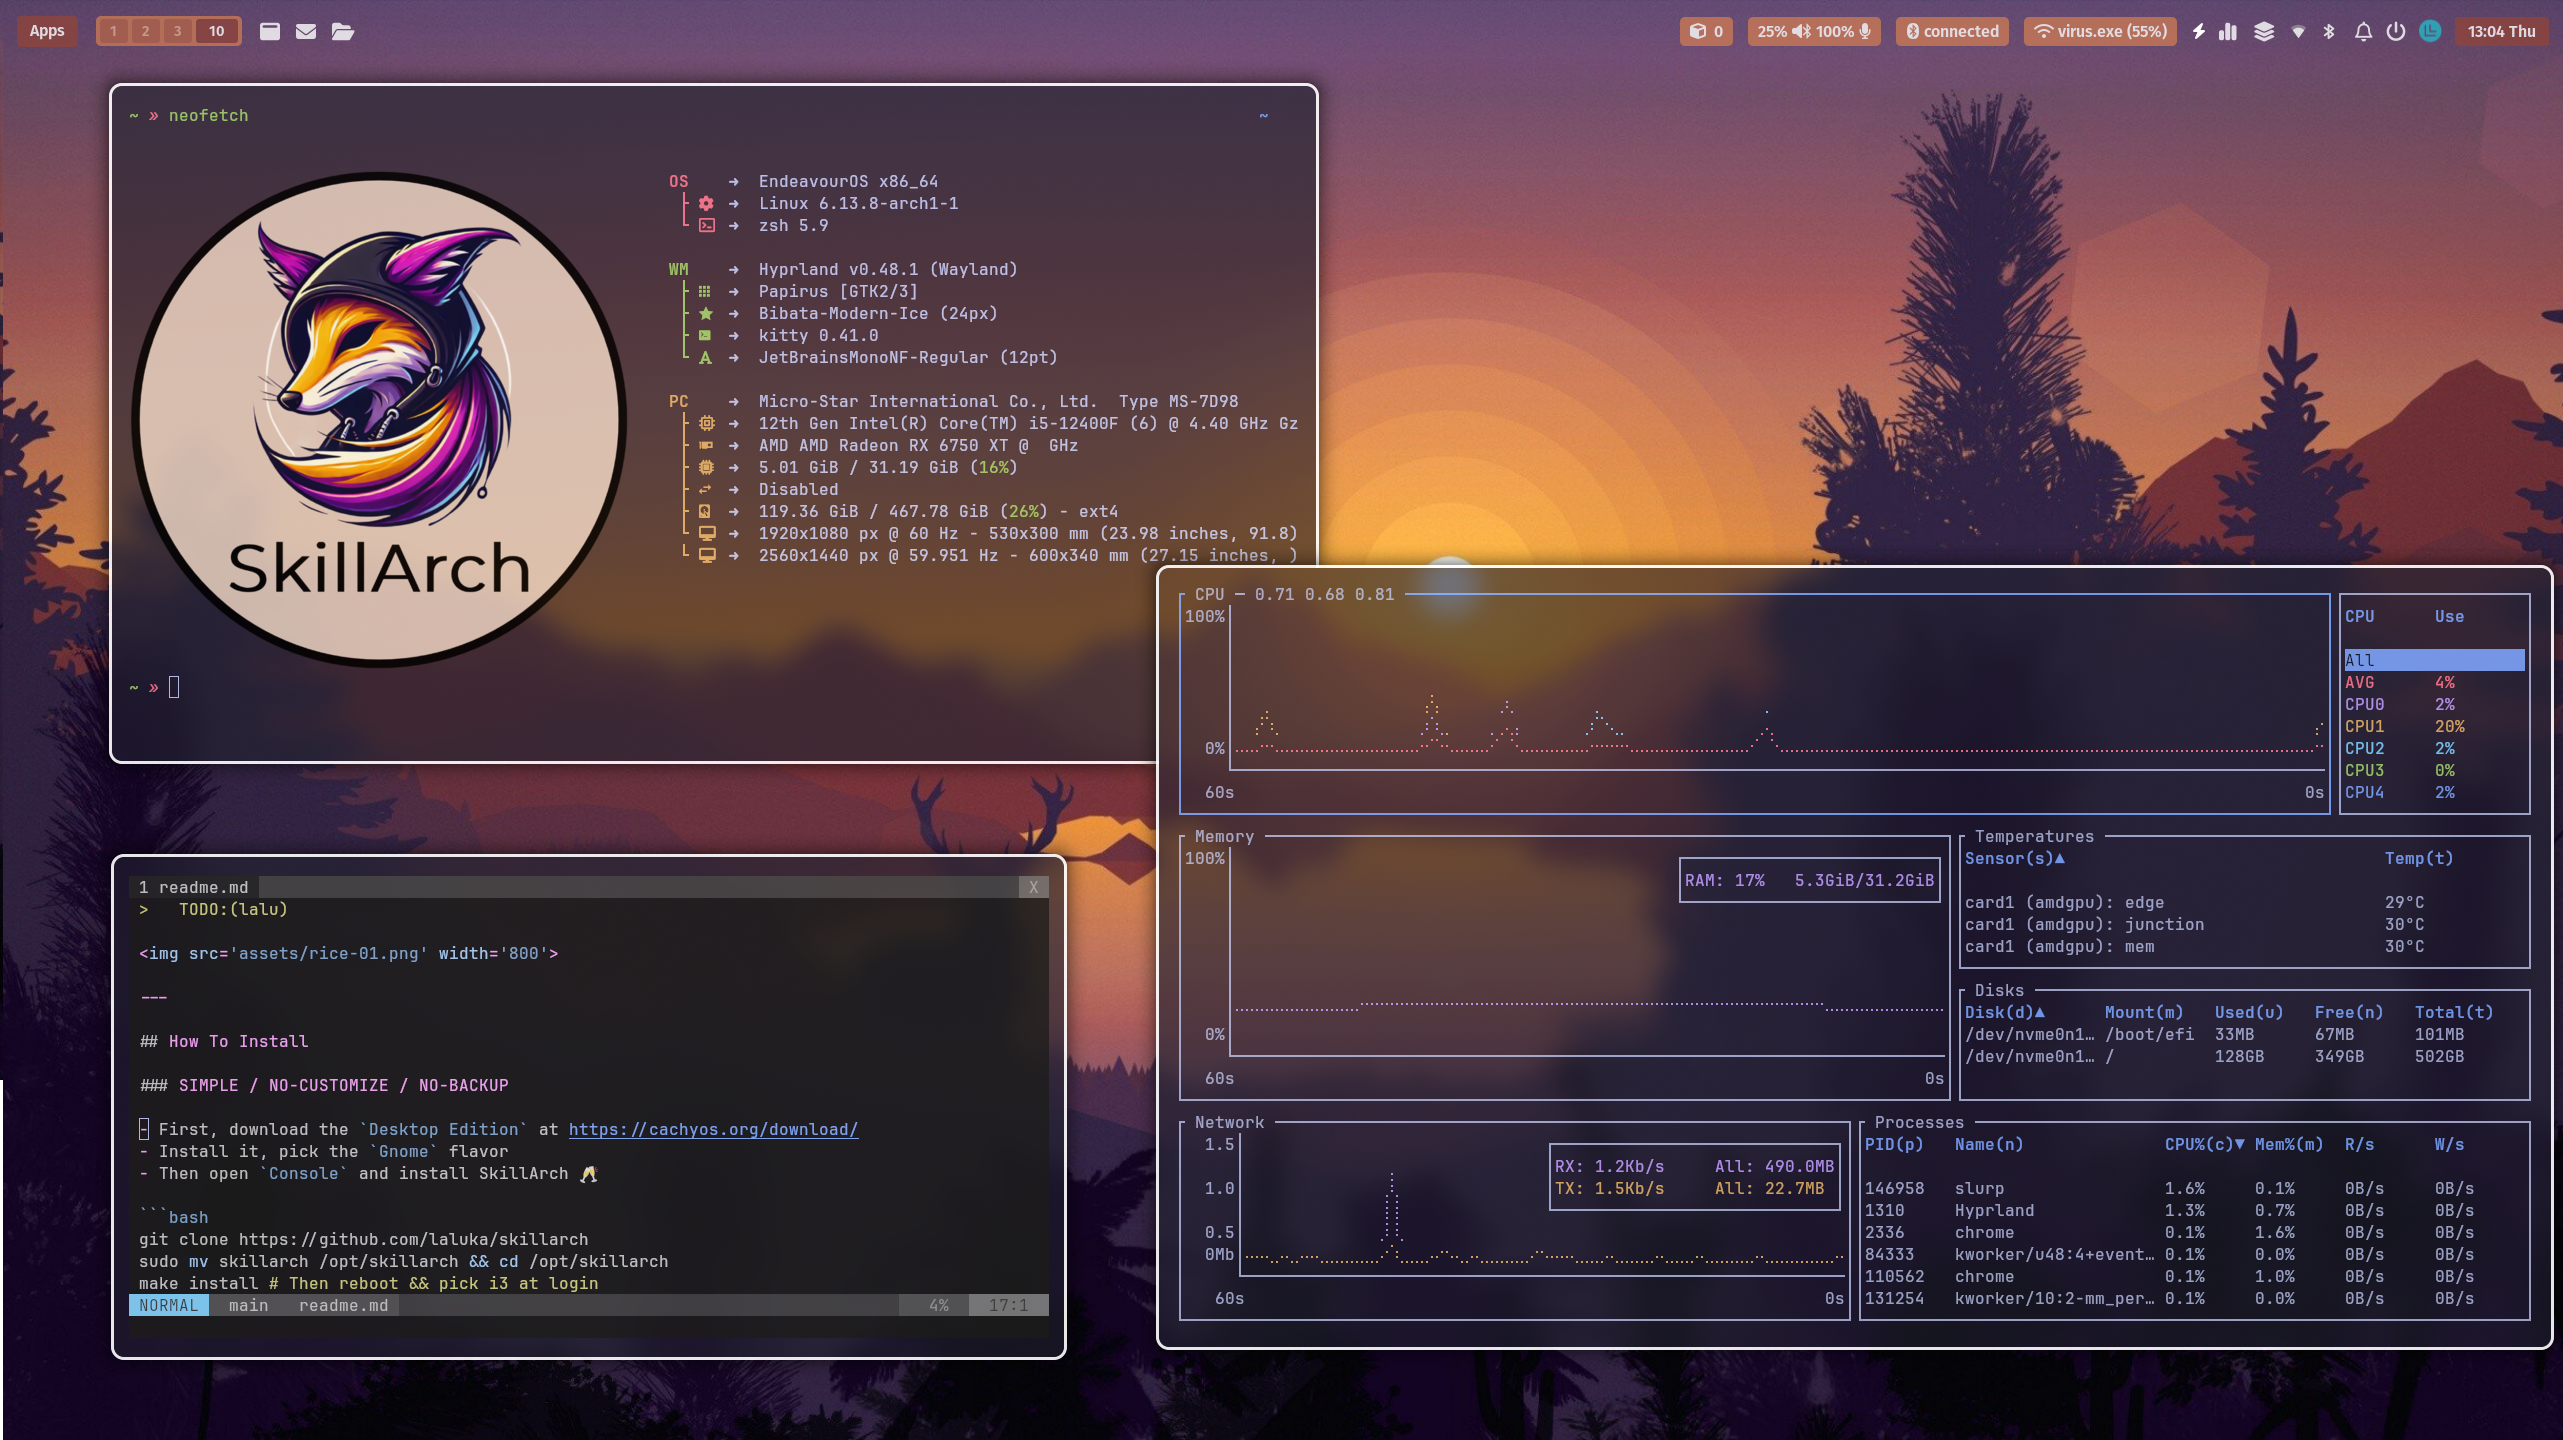 Apps 1 2 3 10 0 25% 100% connected virus.exe (55%) 13:04 Thu
~ » neofetch ~
OS ➜ EndeavourOS x86_64
➜ Linux 6.13.8-arch1-1
➜ zsh 5.9
WM ➜ Hyprland v0.48.1 (Wayland)
➜ Papirus [GTK2/3]
➜ Bibata-Modern-Ice (24px)
➜ kitty 0.41.0
➜ JetBrainsMonoNF-Regular (12pt)
PC ➜ Micro-Star International Co., Ltd. Type MS-7D98
➜ 12th Gen Intel(R) Core(TM) i5-12400F (6) @ 4.40 GHz Gz
➜ AMD AMD Radeon RX 6750 XT @ GHz
➜ 5.01 GiB / 31.19 GiB (16%)
➜ Disabled
➜ 119.36 GiB / 467.78 GiB (26%) - ext4
➜ 1920x1080 px @ 60 Hz - 530x300 mm (23.98 inches, 91.8)
➜ 2560x1440 px @ 59.951 Hz - 600x340 mm (27.15 inches, )
SkillArch
~ »
1 readme.md X
> TODO:(lalu)
<img src='assets/rice-01.png' width='800'>
---
## How To Install
### SIMPLE / NO-CUSTOMIZE / NO-BACKUP
- First, download the `Desktop Edition` at https://cachyos.org/download/
- Install it, pick the `Gnome` flavor
- Then open `Console` and install SkillArch 🥂
```bash
git clone https://github.com/laluka/skillarch
sudo mv skillarch /opt/skillarch && cd /opt/skillarch
make install # Then reboot && pick i3 at login
NORMAL main readme.md 4% 17:1
CPU — 0.71 0.68 0.81
100%
0%
60s 0s
CPU Use
All
AVG 4%
CPU0 2%
CPU1 20%
CPU2 2%
CPU3 0%
CPU4 2%
Memory
100%
RAM: 17% 5.3GiB/31.2GiB
0%
60s 0s
Temperatures
Sensor(s)▲ Temp(t)
card1 (amdgpu): edge 29°C
card1 (amdgpu): junction 30°C
card1 (amdgpu): mem 30°C
Disks
Disk(d)▲ Mount(m) Used(u) Free(n) Total(t)
/dev/nvme0n1… /boot/efi 33MB 67MB 101MB
/dev/nvme0n1… / 128GB 349GB 502GB
Network
1.5
1.0
0.5
0Mb
RX: 1.2Kb/s All: 490.0MB
TX: 1.5Kb/s All: 22.7MB
60s 0s
Processes
PID(p) Name(n) CPU%(c)▼ Mem%(m) R/s W/s
146958 slurp 1.6% 0.1% 0B/s 0B/s
1310 Hyprland 1.3% 0.7% 0B/s 0B/s
2336 chrome 0.1% 1.6% 0B/s 0B/s
84333 kworker/u48:4+event… 0.1% 0.0% 0B/s 0B/s
110562 chrome 0.1% 1.0% 0B/s 0B/s
131254 kworker/10:2-mm_per… 0.1% 0.0% 0B/s 0B/s